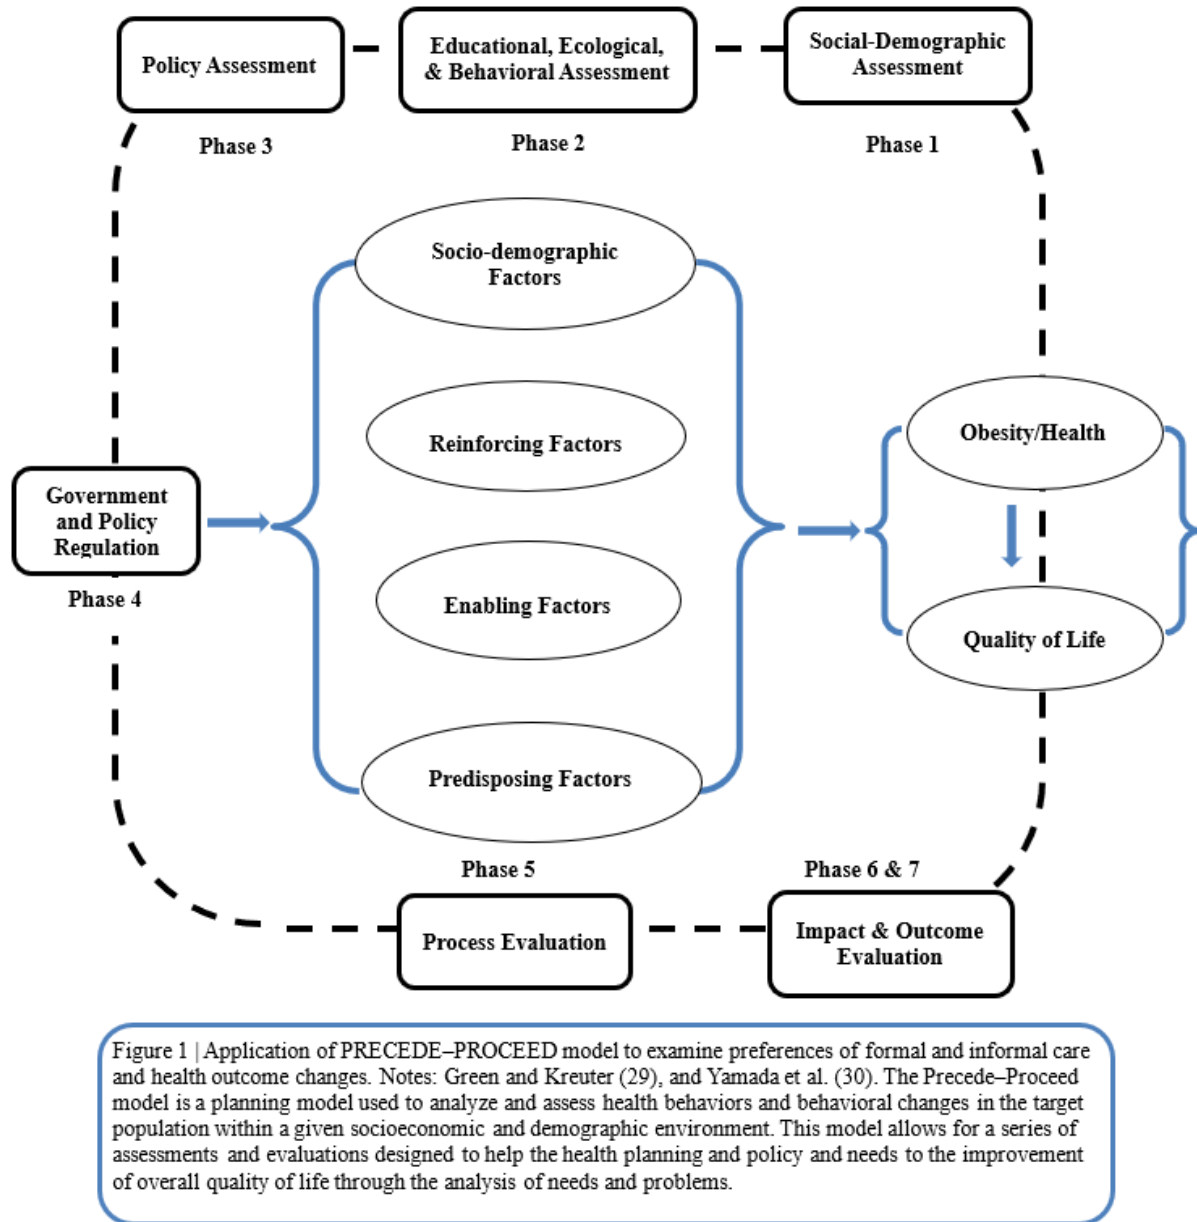 Policy Assessment
Educational, Ecological,
& Behavioral Assessment
Social-Demographic
Assessment
Phase 3
Phase 2
Phase 1
Socio-demographic
Factors
Reinforcing Factors
Obesity/Health
Government
and Policy
Regulation
Phase 4
Enabling Factors
Quality of Life
Predisposing Factors
Phase 5
Phase 6 & 7
Process Evaluation
Impact & Outcome
Evaluation
Figure 1 | Application of PRECEDE–PROCEED model to examine preferences of formal and informal care
and health outcome changes. Notes: Green and Kreuter (29), and Yamada et al. (30). The Precede–Proceed
model is a planning model used to analyze and assess health behaviors and behavioral changes in the target
population within a given socioeconomic and demographic environment. This model allows for a series of
assessments and evaluations designed to help the health planning and policy and needs to the improvement
of overall quality of life through the analysis of needs and problems.